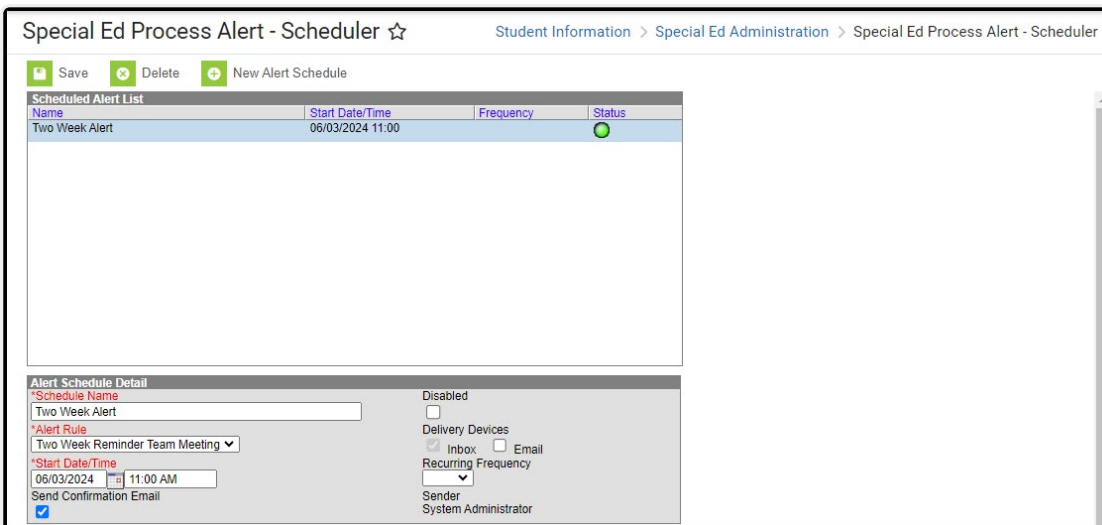 Special Ed Process Alert - Scheduler
Student Information > Special Ed Administration > Special Ed Process Alert - Scheduler
Save Delete New Alert Schedule
Scheduled Alert List
Name Start Date/Time Frequency Status
Two Week Alert 06/03/2024 11:00
Alert Schedule Detail
*Schedule Name Disabled
Two Week Alert
*Alert Rule Delivery Devices
Two Week Reminder Team Meeting Inbox Email
*Start Date/Time Recurring Frequency
06/03/2024 11:00 AM
Send Confirmation Email Sender
System Administrator